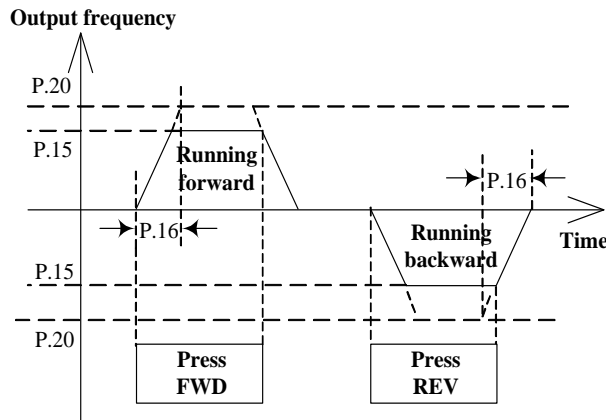 Output frequency
P.20
P.15
Running
forward
P.16
P.16
Time
Running
backward
P.15
P.20
Press
FWD
Press
REV